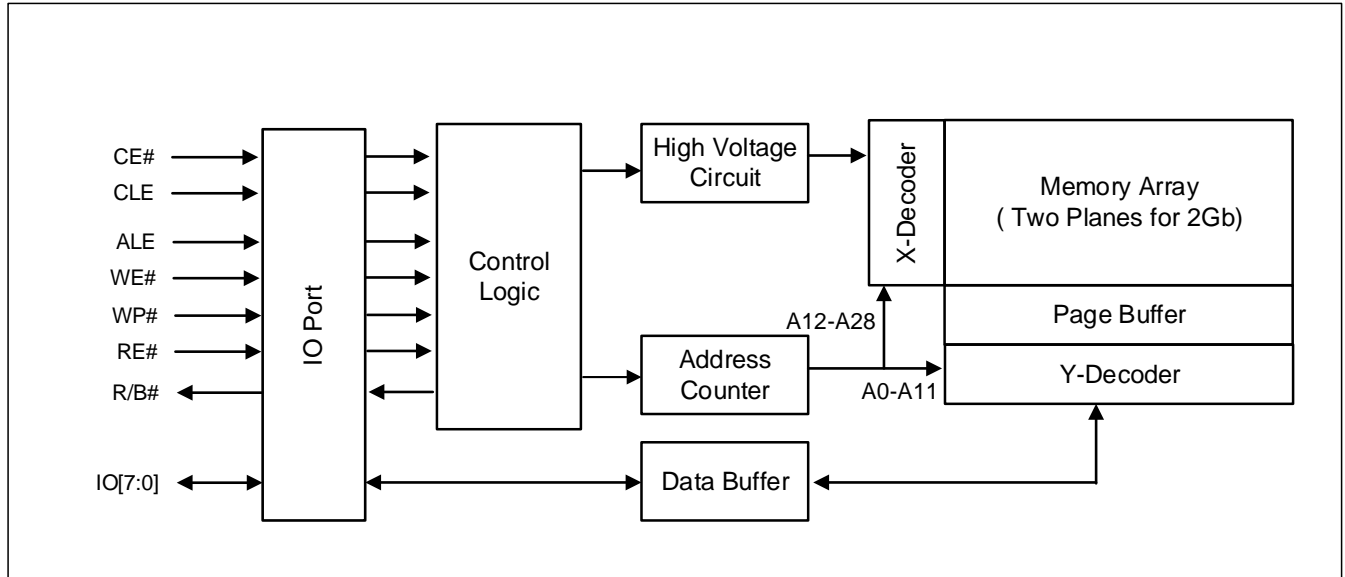 CE#
CLE
ALE
WE#
WP#
RE#
R/B#
IO[7:0]
IO Port
Control
Logic
High Voltage
Circuit
Address
Counter
Data Buffer
A12-A28
A0-A11
X-Decoder
Memory Array
( Two Planes for 2Gb)
Page Buffer
Y-Decoder